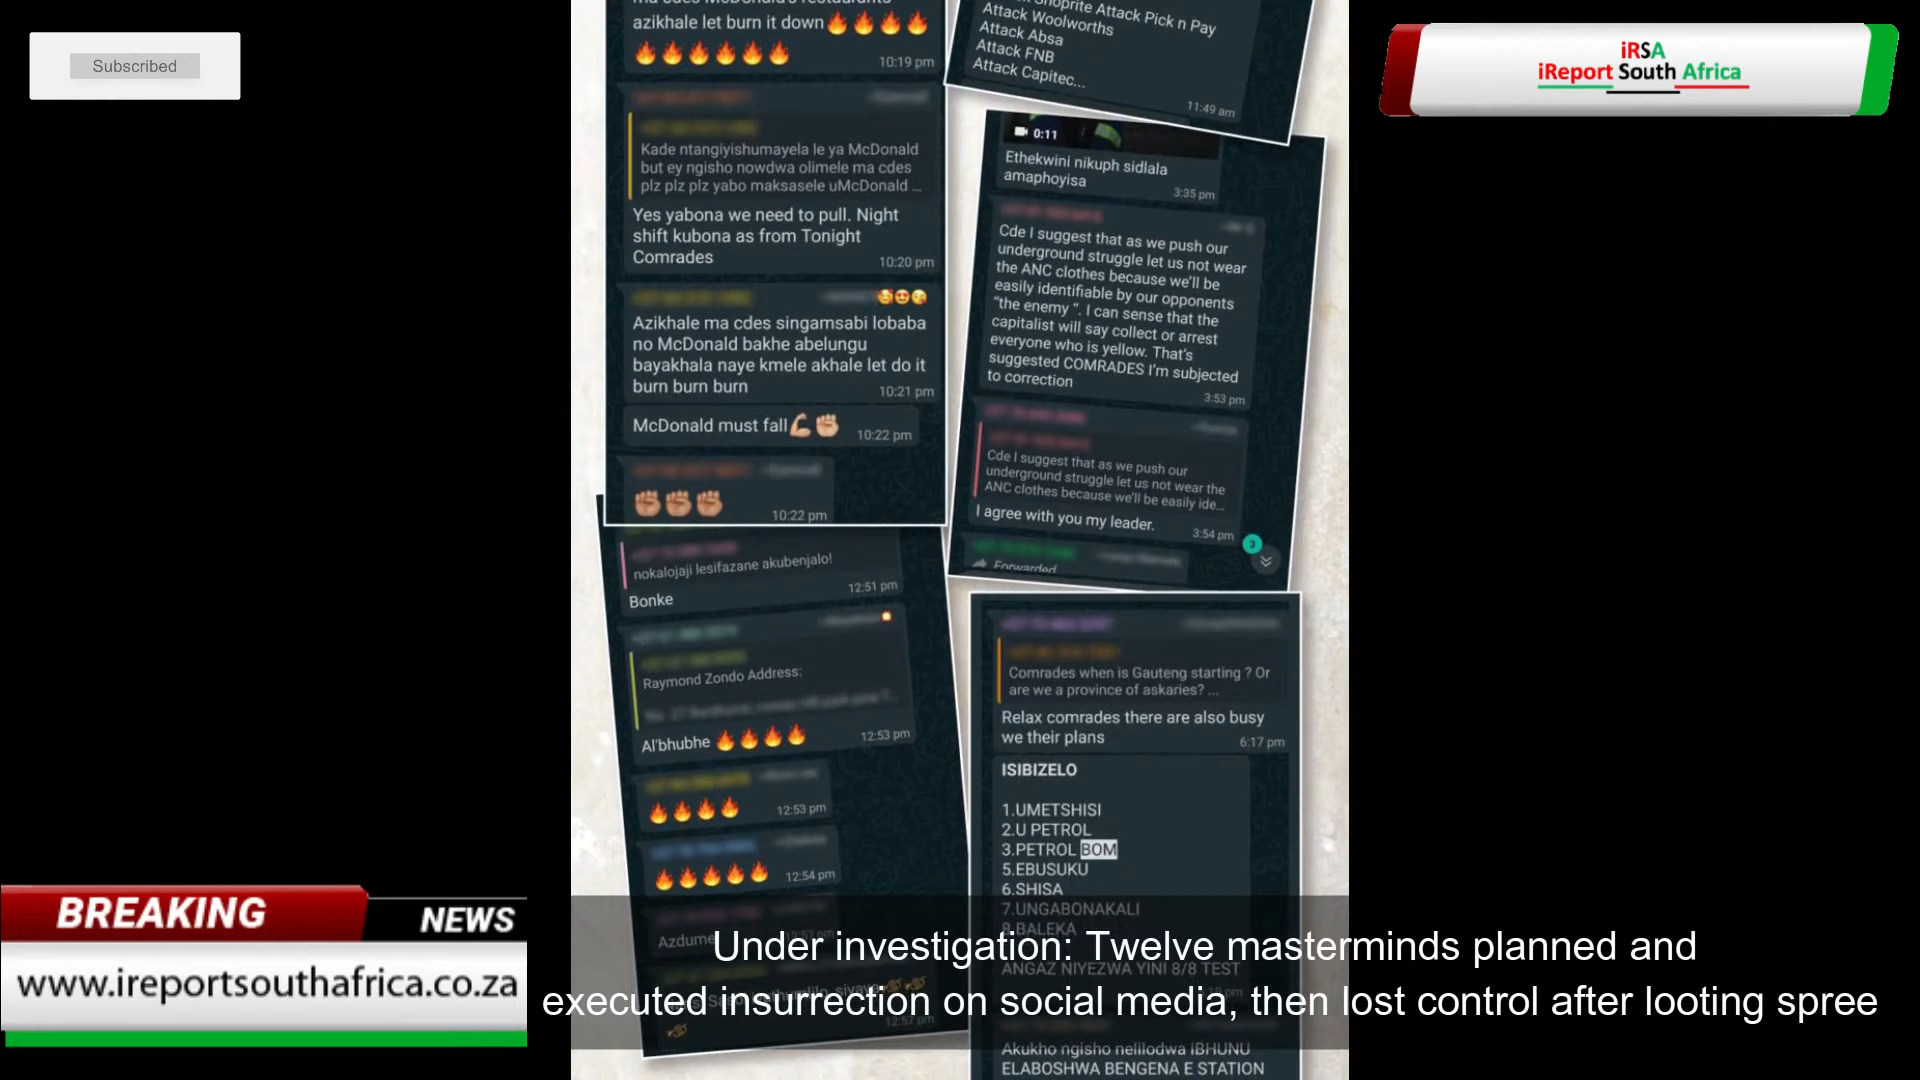 Subscribed
iRSA
iReport South Africa
azikhale let burn it down
10:19 pm
Kade ntangiyishumayela le ya McDonald
but ey ngisho nowdwa olimele ma cdes
plz plz plz yabo maksasele uMcDonald ...
Yes yabona we need to pull. Night
shift kubona as from Tonight
Comrades
10:20 pm
Azikhale ma cdes singamsabi lobaba
no McDonald bakhe abelungu
bayakhala naye kmele akhale let do it
burn burn burn
10:21 pm
McDonald must fall
10:22 pm
10:22 pm
Shoprite Attack Pick n Pay
Attack Woolworths
Attack Absa
Attack FNB
Attack Capitec...
11:49 am
0:11
Ethekwini nikuph sidlala
amaphoyisa
3:35 pm
Cde I suggest that as we push our
underground struggle let us not wear
the ANC clothes because we'll be
easily identifiable by our opponents
"the enemy ". I can sense that the
capitalist will say collect or arrest
everyone who is yellow. That's
suggested COMRADES I'm subjected
to correction
3:53 pm
Cde I suggest that as we push our
underground struggle let us not wear the
ANC clothes because we'll be easily ide...
I agree with you my leader.
3:54 pm
3
Forwarded
nokalojaji lesifazane akubenjalo!
Bonke
12:51 pm
Raymond Zondo Address:
Al'bhubhe
12:53 pm
12:53 pm
12:54 pm
Azdume
12:57 pm
Comrades when is Gauteng starting ? Or
are we a province of askaries? ...
Relax comrades there are also busy
we their plans
6:17 pm
ISIBIZELO
1.UMETSHISI
2.U PETROL
3.PETROL BOM
5.EBUSUKU
6.SHISA
7.UNGABONAKALI
8.BALEKA
ANGAZ NIYEZWA YINI 8/8 TEST
Akukho ngisho nelilodwa IBHUNU
ELABOSHWA BENGENA E STATION
BREAKING NEWS
www.ireportsouthafrica.co.za
Under investigation: Twelve masterminds planned and
executed insurrection on social media, then lost control after looting spree